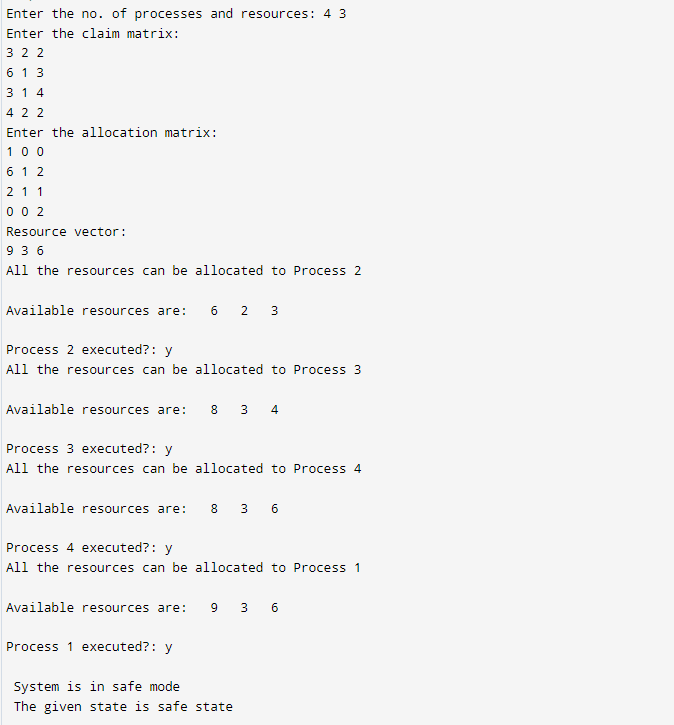 Enter the no. of processes and resources: 4 3
Enter the claim matrix:
3 2 2
6 1 3
3 1 4
4 2 2
Enter the allocation matrix:
1 0 0
6 1 2
2 1 1
0 0 2
Resource vector:
9 3 6
All the resources can be allocated to Process 2
Available resources are:   6   2   3
Process 2 executed?: y
All the resources can be allocated to Process 3
Available resources are:   8   3   4
Process 3 executed?: y
All the resources can be allocated to Process 4
Available resources are:   8   3   6
Process 4 executed?: y
All the resources can be allocated to Process 1
Available resources are:   9   3   6
Process 1 executed?: y
System is in safe mode
The given state is safe state